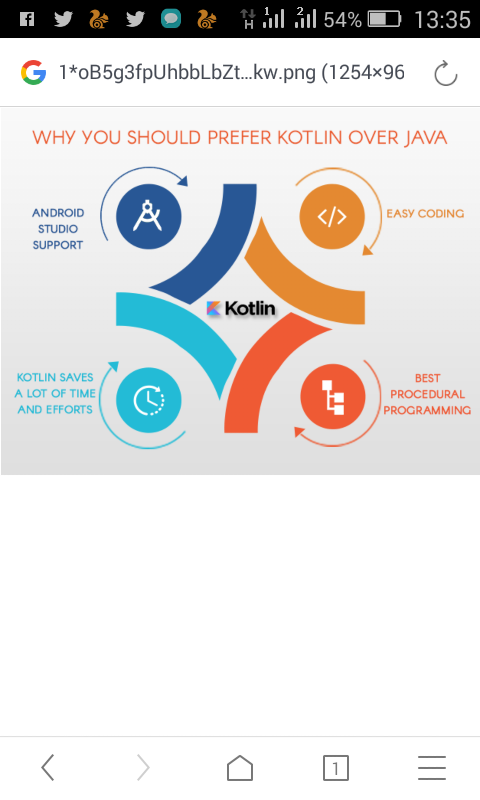 1 2 54% 13:35
H
1*oB5g3fpUhbbLbZt...kw.png (1254×96
WHY YOU SHOULD PREFER KOTLIN OVER JAVA
ANDROID
STUDIO
SUPPORT
EASY CODING
Kotlin
KOTLIN SAVES
A LOT OF TIME
AND EFFORTS
BEST
PROCEDURAL
PROGRAMMING
1